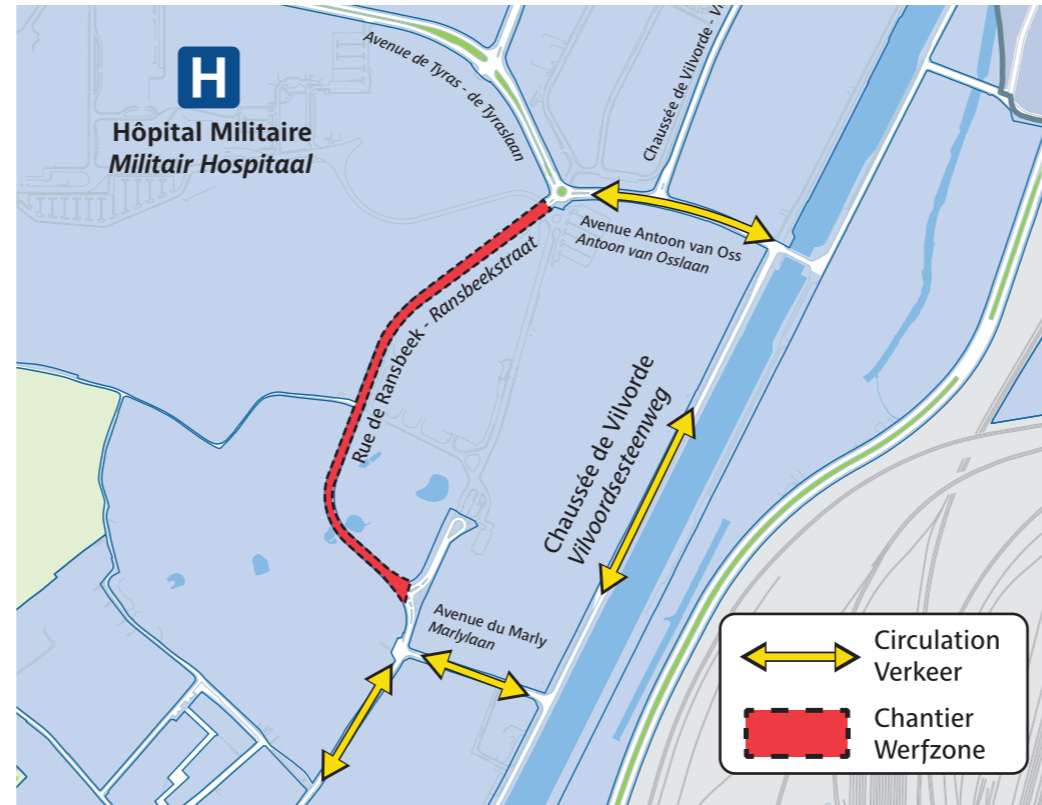 H
Hôpital Militaire
Militair Hospitaal
Avenue de Tyras - de Tyraslaan
Chaussée de Vilvorde -
Avenue Antoon van Oss
Antoon van Osslaan
Rue de Ransbeek - Ransbeekstraat
Chaussée de Vilvorde
Vilvoordsesteenweg
Avenue du Marly
Marlylaan
Circulation
Verkeer
Chantier
Werfzone